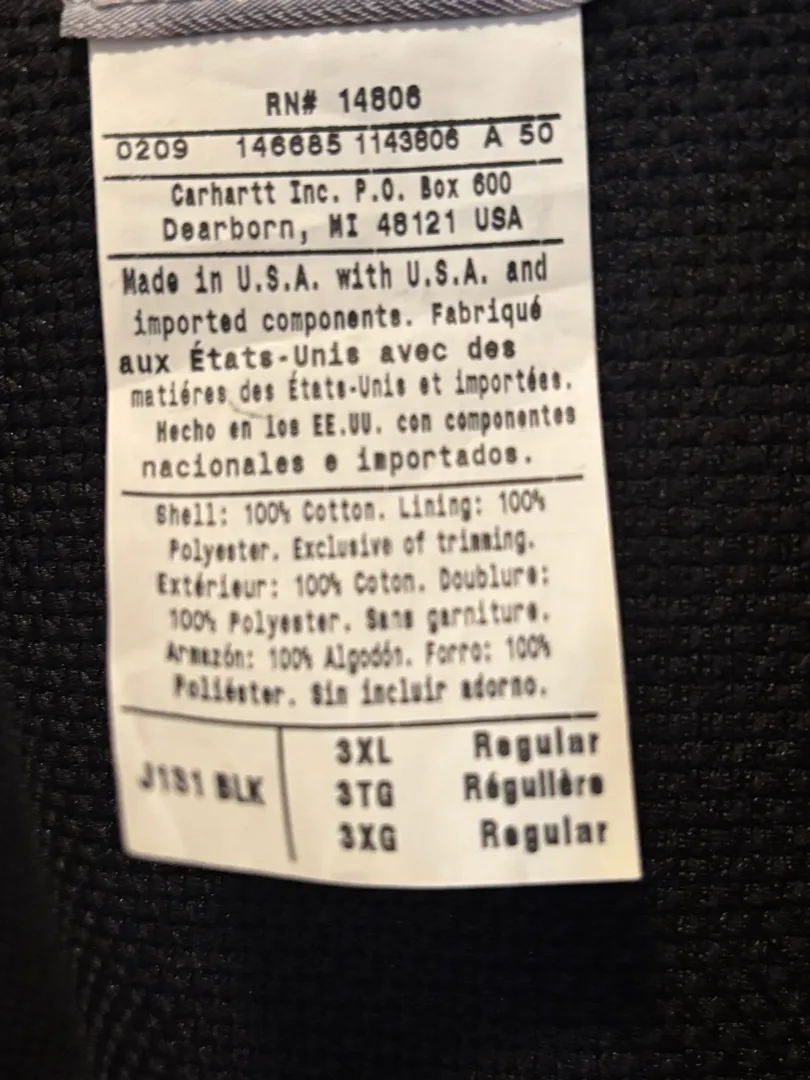 RN# 14806
0209 146685 1143806 A 50
Carhartt Inc. P.O. Box 600
Dearborn, MI 48121 USA
Made in U.S.A. with U.S.A. and
imported components. Fabriqué
aux États-Unis avec des
matiéres des États-Unis et importées.
Hecho en los EE.UU. con componentes
nacionales e importados.
Shell: 100% Cotton. Lining: 100%
Polyester. Exclusive of trimming.
Extérieur: 100% Coton. Doublure:
100% Polyester. Sans garniture.
Armazón: 100% Algodón. Forro: 100%
Poliéster. Sin incluir adorno.
J131 BLK
3XL Regular
3TG Régullère
3XG Regular